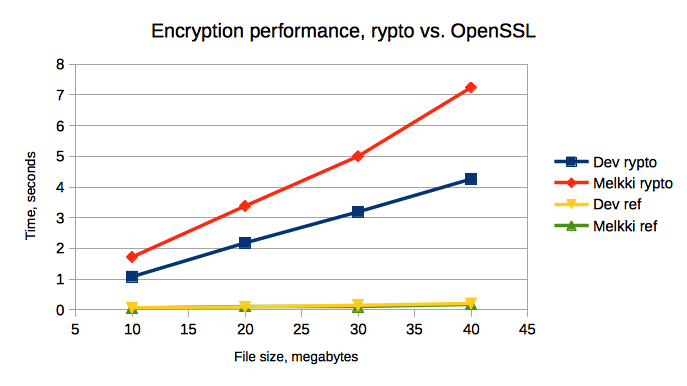 Encryption performance, rypto vs. OpenSSL
8
7
6
5
4
3
2
1
0
Time, seconds
5 10 15 20 25 30 35 40 45
File size, megabytes
Dev rypto
Melkki rypto
Dev ref
Melkki ref